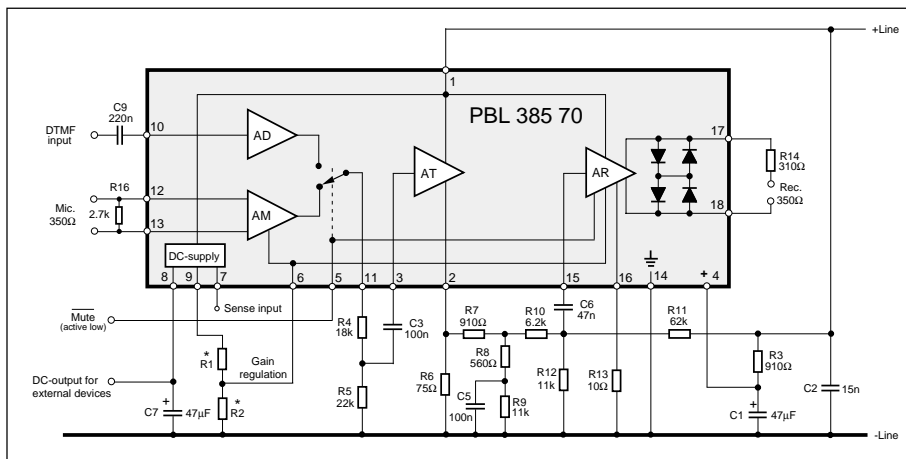 +Line
1
PBL 385 70
C9
220n
DTMF
input
10
AD
17
R14
310Ω
AT
AR
Rec.
350Ω
R16
12
Mic.
350Ω
2.7k
13
AM
18
DC-supply
8
9
7
6
5
11
3
2
15
16
14
+ 4
Sense input
Mute
(active low)
R4
18k
C3
100n
R7
910Ω
R10
6.2k
C6
47n
R11
62k
*
R1
Gain
regulation
R8
560Ω
R3
910Ω
DC-output for
external devices
*
R2
R5
22k
R6
75Ω
C5
100n
R9
11k
R12
11k
R13
10Ω
C2
15n
+
C7
47µF
+
C1
47µF
-Line